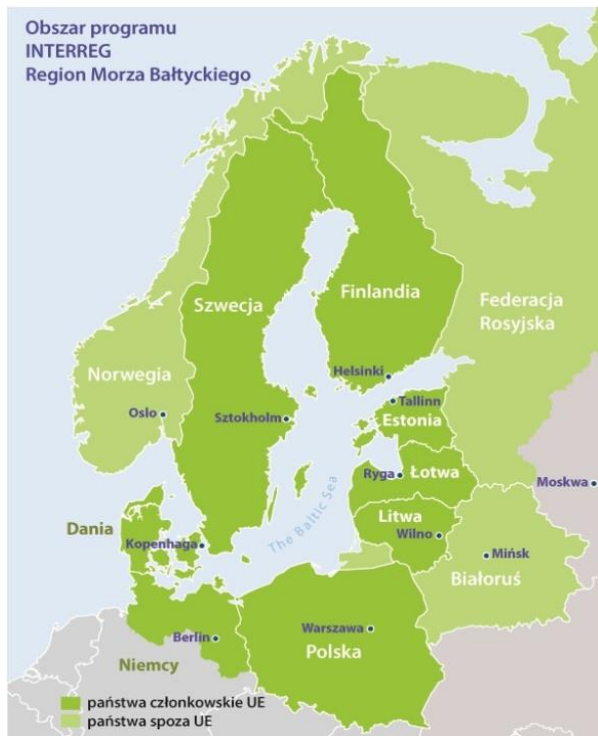 Obszar programu
INTERREG
Region Morza Bałtyckiego
Szwecja
Finlandia
Federacja
Rosyjska
Norwegia
Helsinki
Oslo
Sztokholm
Tallinn
Estonia
Ryga
Łotwa
Moskwa
The Baltic Sea
Litwa
Dania
Kopenhaga
Wilno
Mińsk
Białoruś
Berlin
Warszawa
Polska
Niemcy
państwa członkowskie UE
państwa spoza UE